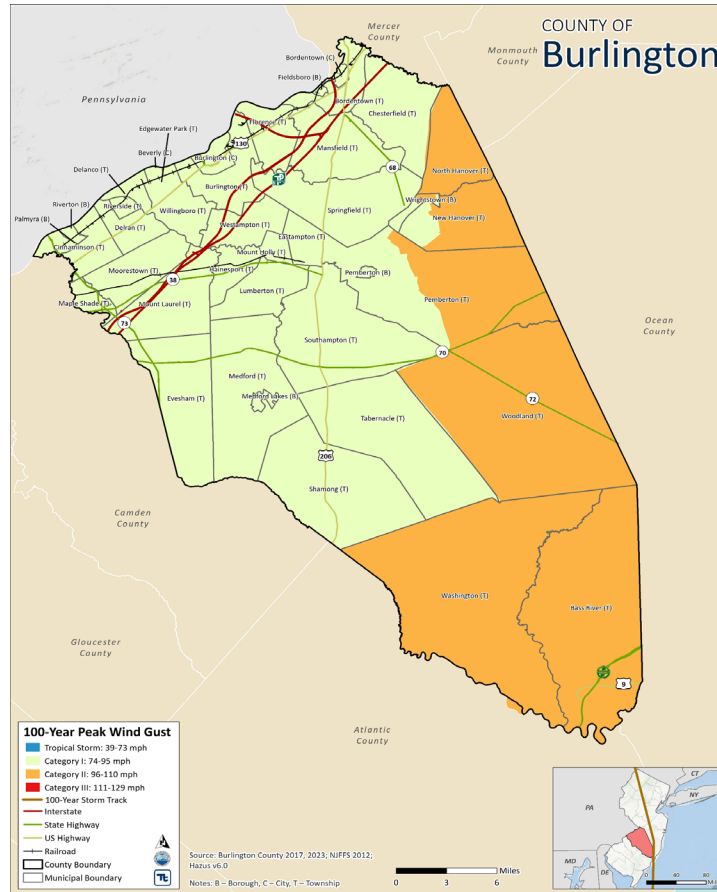 COUNTY OF
Burlington
Mercer
County
Monmouth
County
Bordentown (C)
Fieldsboro (B)
Pennsylvania
Bordentown (T)
Chesterfield (T)
Edgewater Park (T)
Florence (T)
Beverly (C)
130
Mansfield (T)
Burlington (C)
Delanco (T)
68
North Hanover (T)
Riverton (B)
Riverside (T)
Burlington (T)
Wrightstown (B)
Palmyra (B)
Willingboro (T)
Springfield (T)
New Hanover (T)
Delran (T)
Westampton (T)
Eastampton (T)
Cinnaminson (T)
Mount Holly (T)
Moorestown (T)
Hainesport (T)
Pemberton (B)
38
Lumberton (T)
Maple Shade (T)
Mount Laurel (T)
Pemberton (T)
73
Ocean
County
Southampton (T)
70
Medford (T)
Evesham (T)
Medford Lakes (B)
72
Tabernacle (T)
Woodland (T)
206
Shamong (T)
Camden
County
Washington (T)
Bass River (T)
Gloucester
County
9
Atlantic
County
100-Year Peak Wind Gust
Tropical Storm: 39-73 mph
Category I: 74-95 mph
Category II: 96-110 mph
Category III: 111-129 mph
100-Year Storm Track
Interstate
State Highway
US Highway
Railroad
County Boundary
Municipal Boundary
Source: Burlington County 2017, 2023; NJFFS 2012;
Hazus v6.0
Notes: B – Borough, C – City, T – Township
Miles
0 3 6
CT
NY
PA
MD
DE
Miles
0 40 80